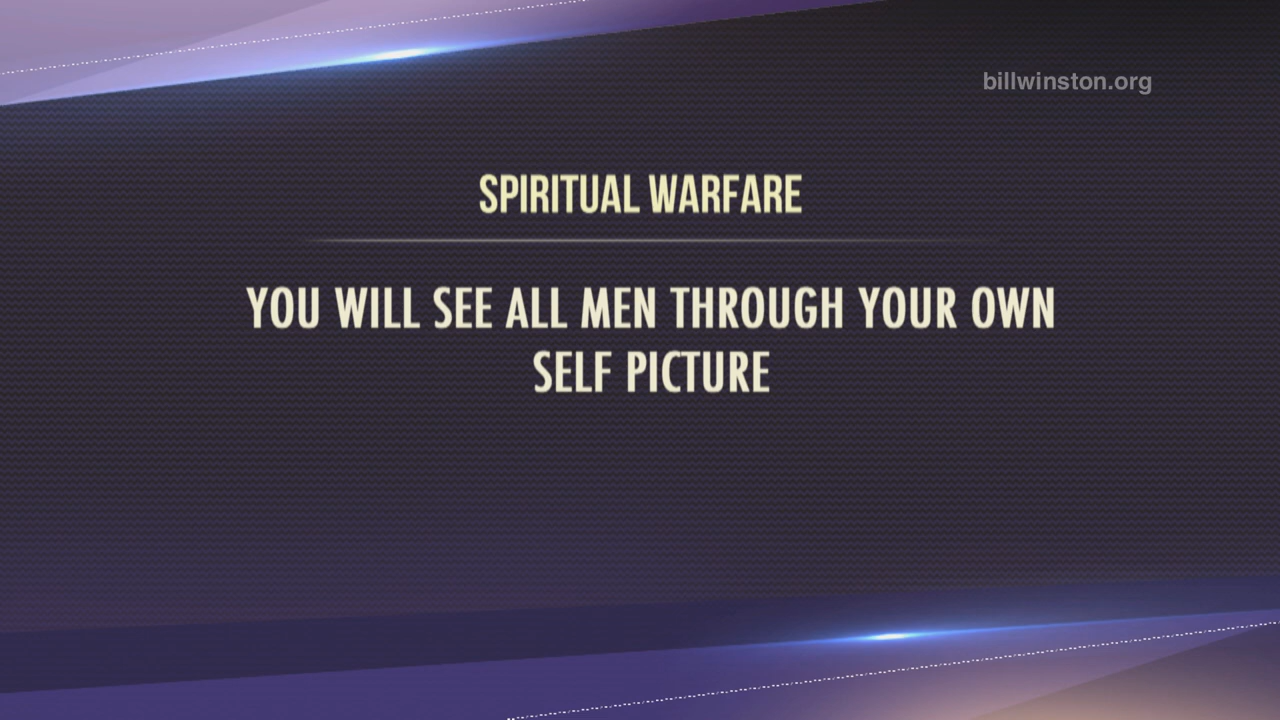 billwinston.org
SPIRITUAL WARFARE
YOU WILL SEE ALL MEN THROUGH YOUR OWN
SELF PICTURE